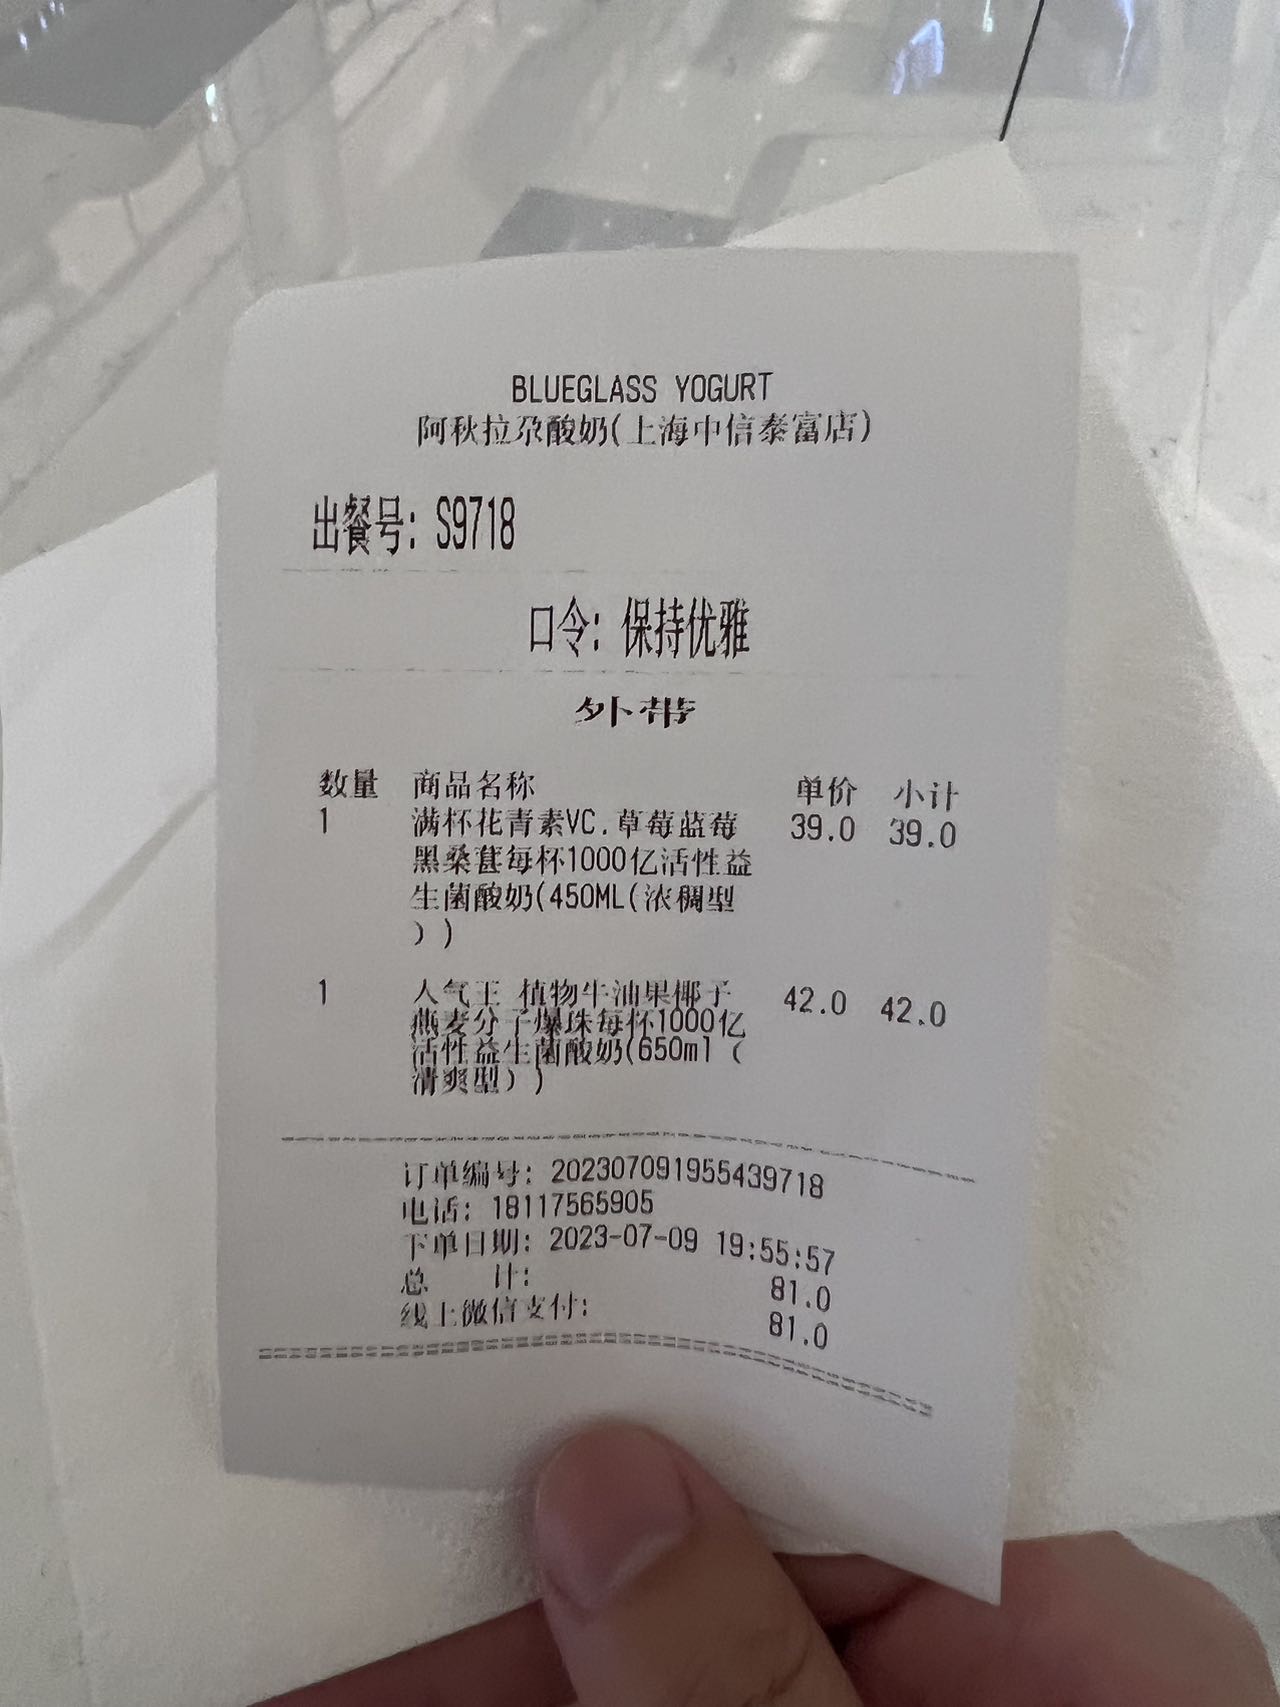 BLUEGLASS YOGURT
阿秋拉尕酸奶(上海中信泰富店)
出餐号: S9718
口令: 保持优雅
外带
数量 商品名称 单价 小计
1 满杯花青素VC.草莓蓝莓 39.0 39.0
黑桑葚每杯1000亿活性益
生菌酸奶(450ML(浓稠型
))
1 人气王 植物牛油果椰子 42.0 42.0
燕麦分子爆珠每杯1000亿
活性益生菌酸奶(650ml (
清爽型))
订单编号: 202307091955439718
电话: 18117565905
下单日期: 2023-07-09 19:55:57
总 计: 81.0
线上微信支付: 81.0